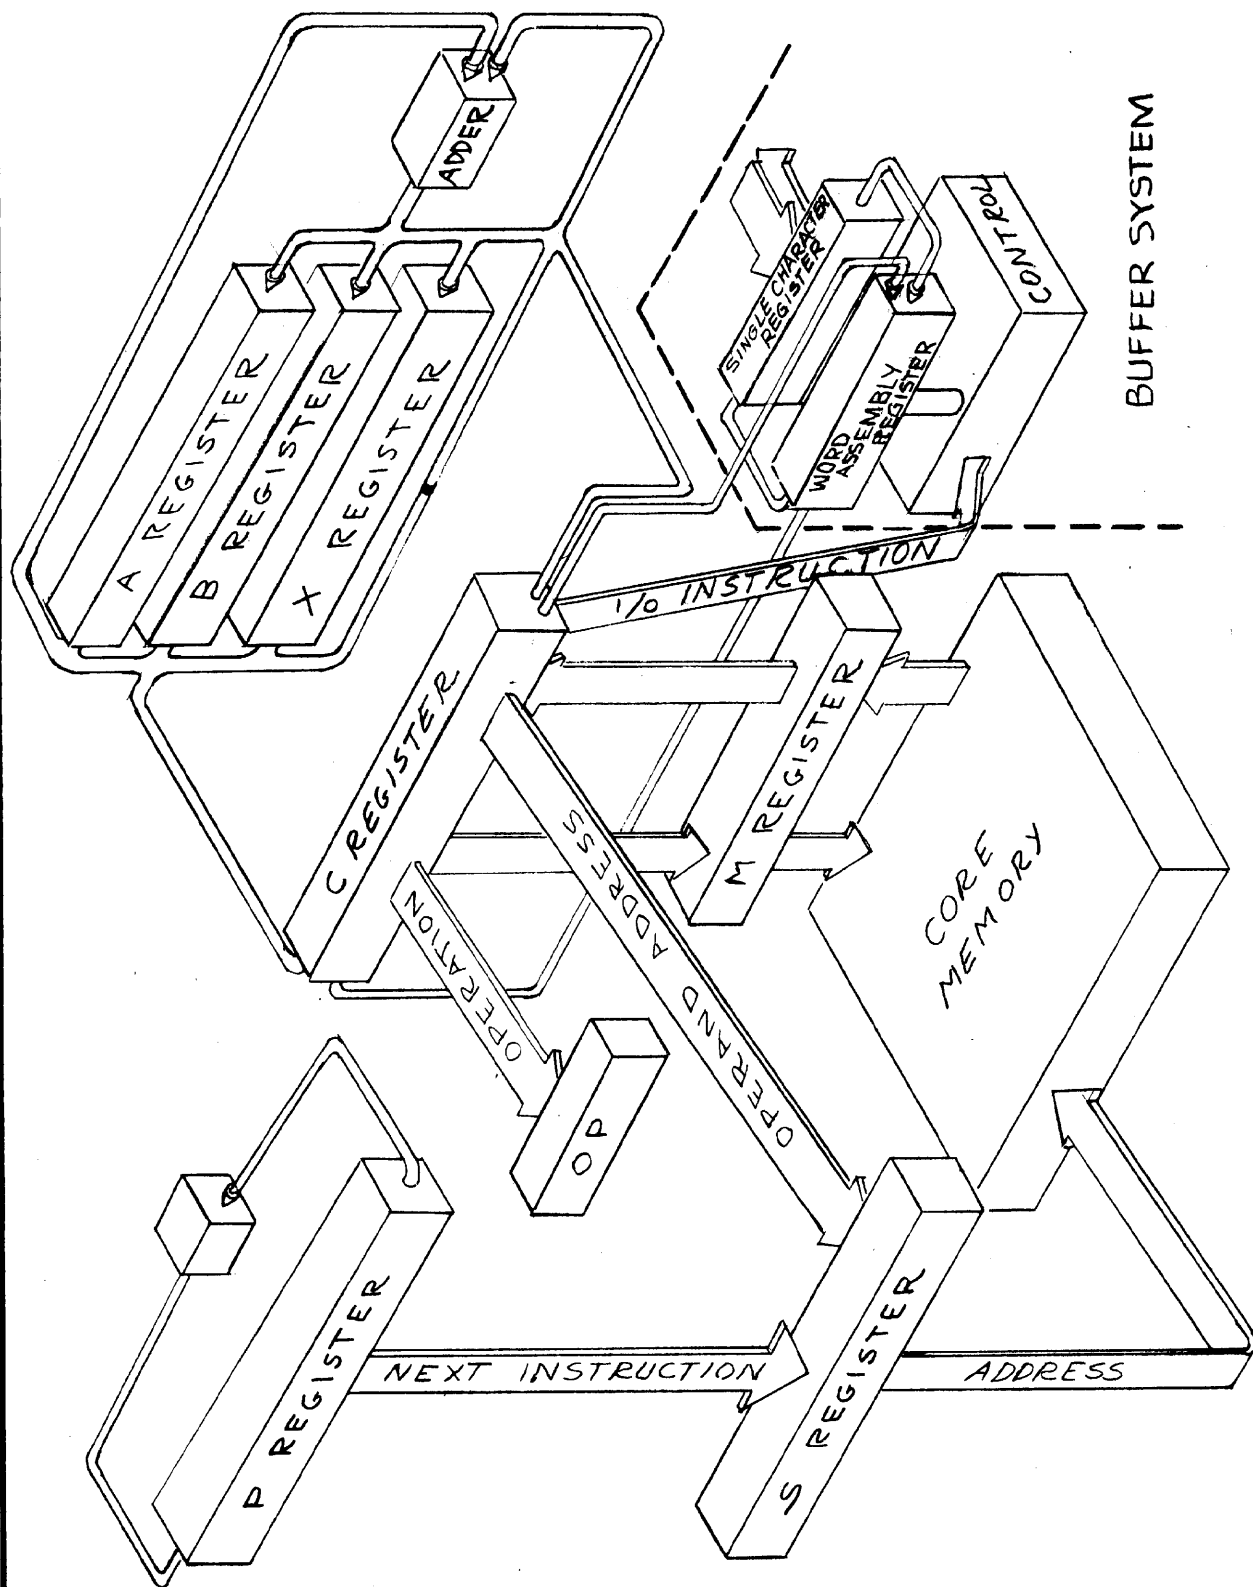 A REGISTER
B REGISTER
X REGISTER
ADDER
C REGISTER
P REGISTER
OPERATION
OP
OPERAND ADDRESS
I/O INSTRUCTION
M REGISTER
NEXT INSTRUCTION
S REGISTER
ADDRESS
CORE
MEMORY
SINGLE CHARACTER
REGISTER
WORD
ASSEMBLY
REGISTER
CONTROL
BUFFER SYSTEM